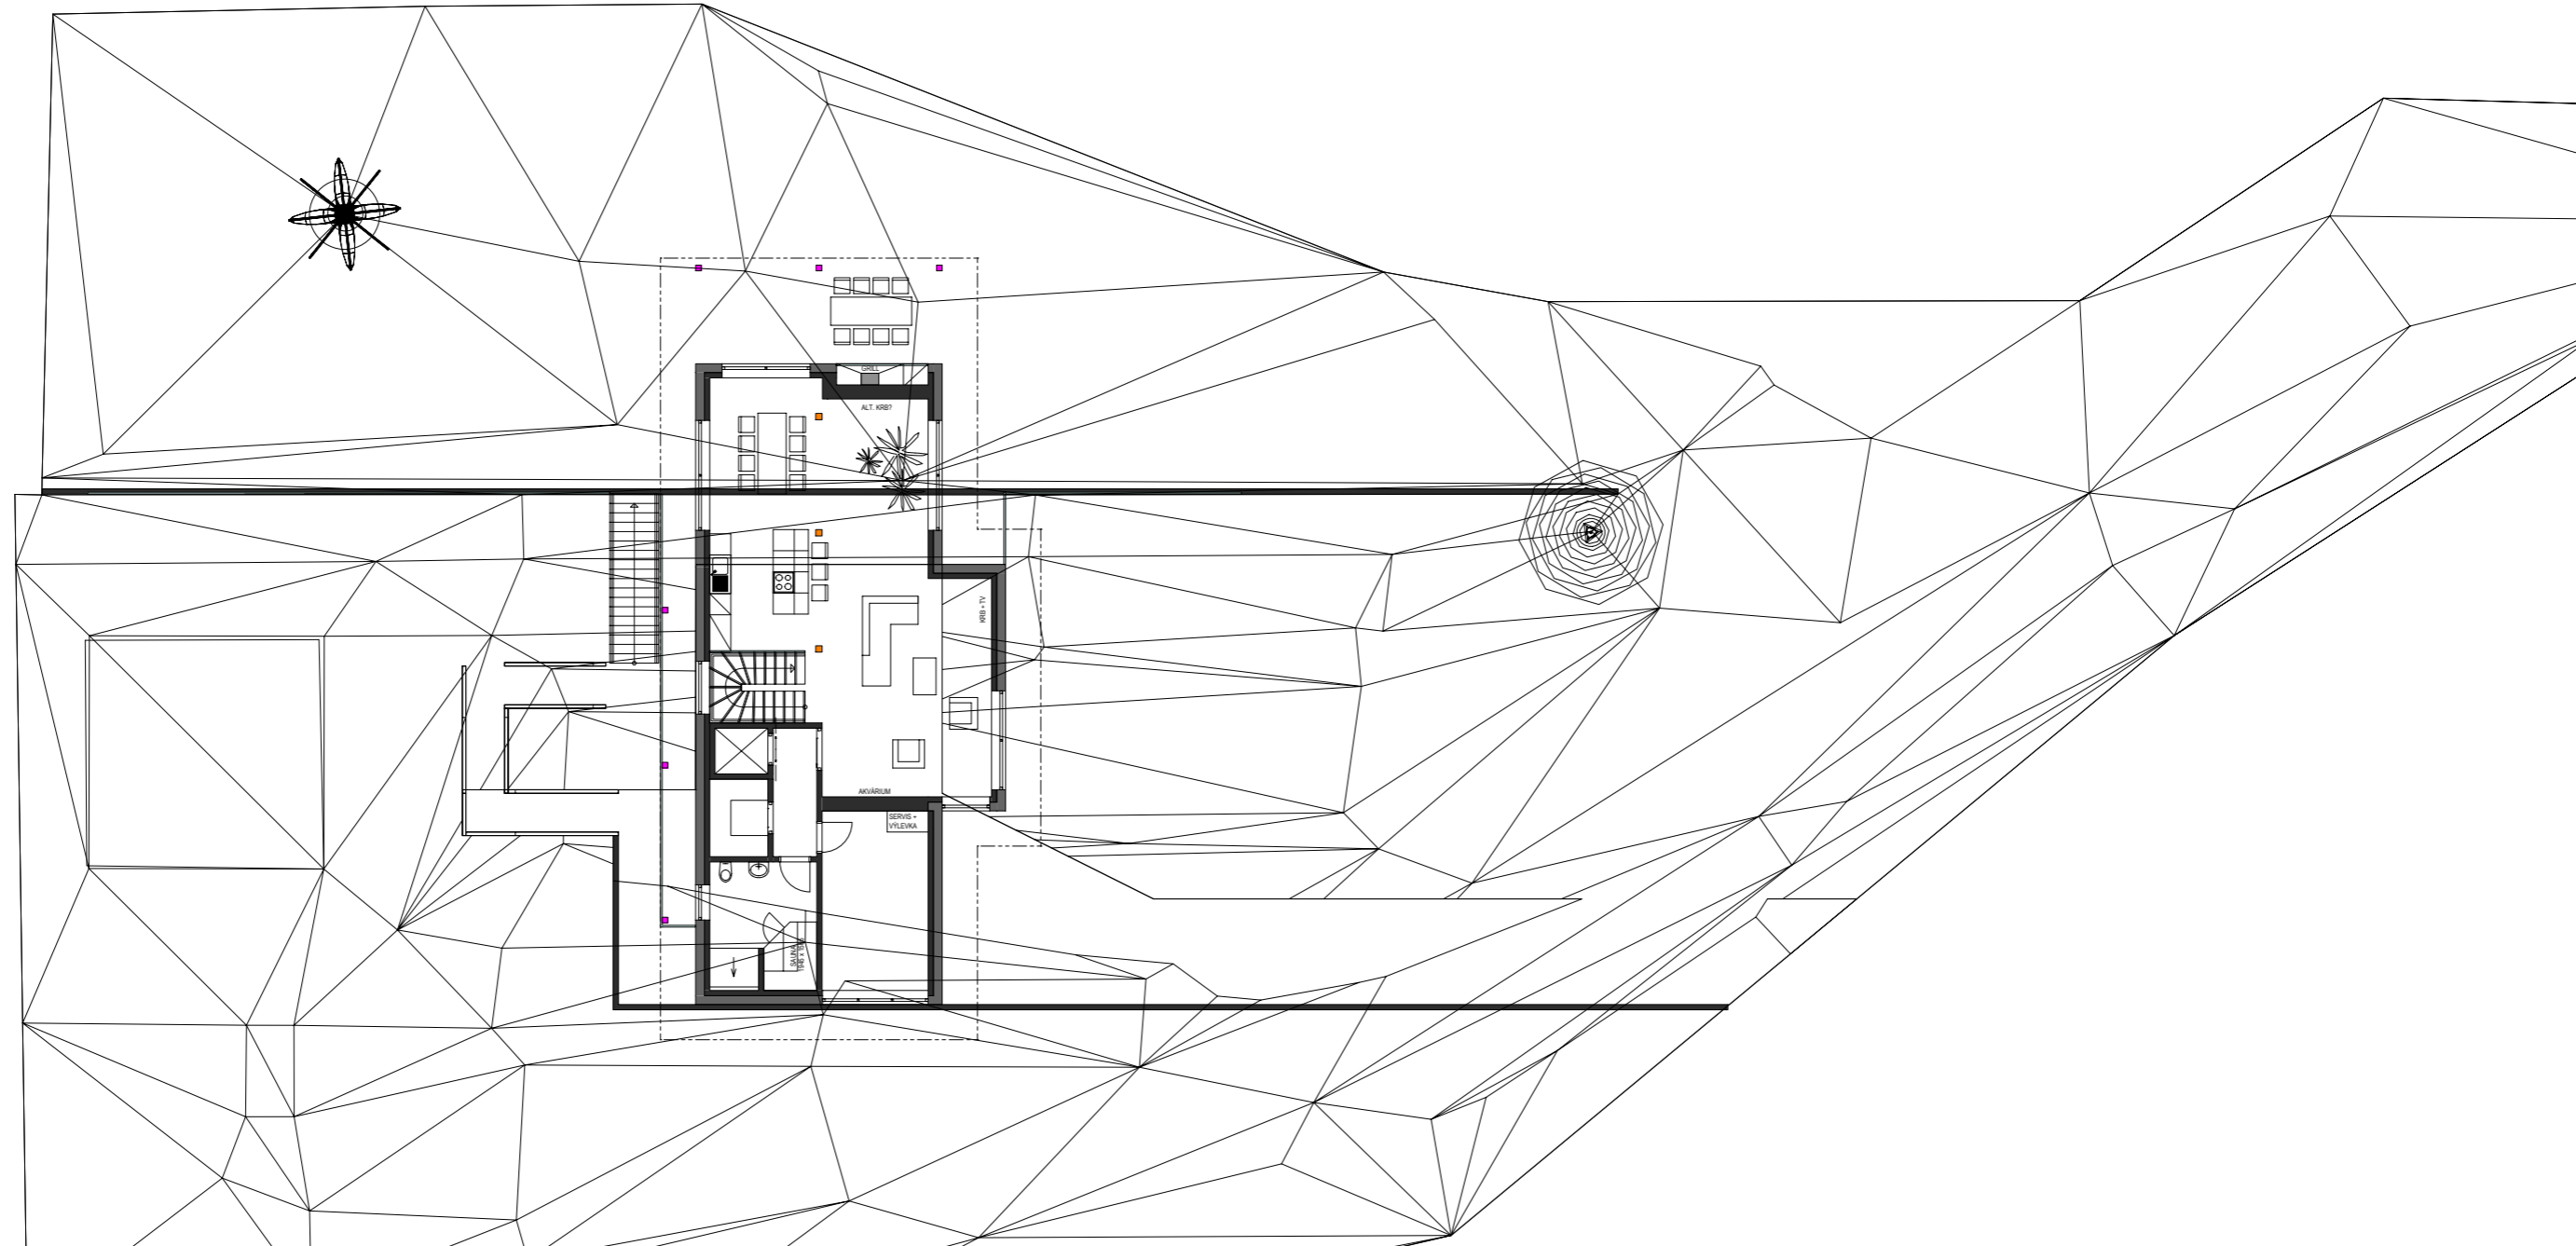 GRILL
ALT. KRB?
KRB + TV
AKVÁRIUM
SERVIS +
VÝLEVKA
SAUNA